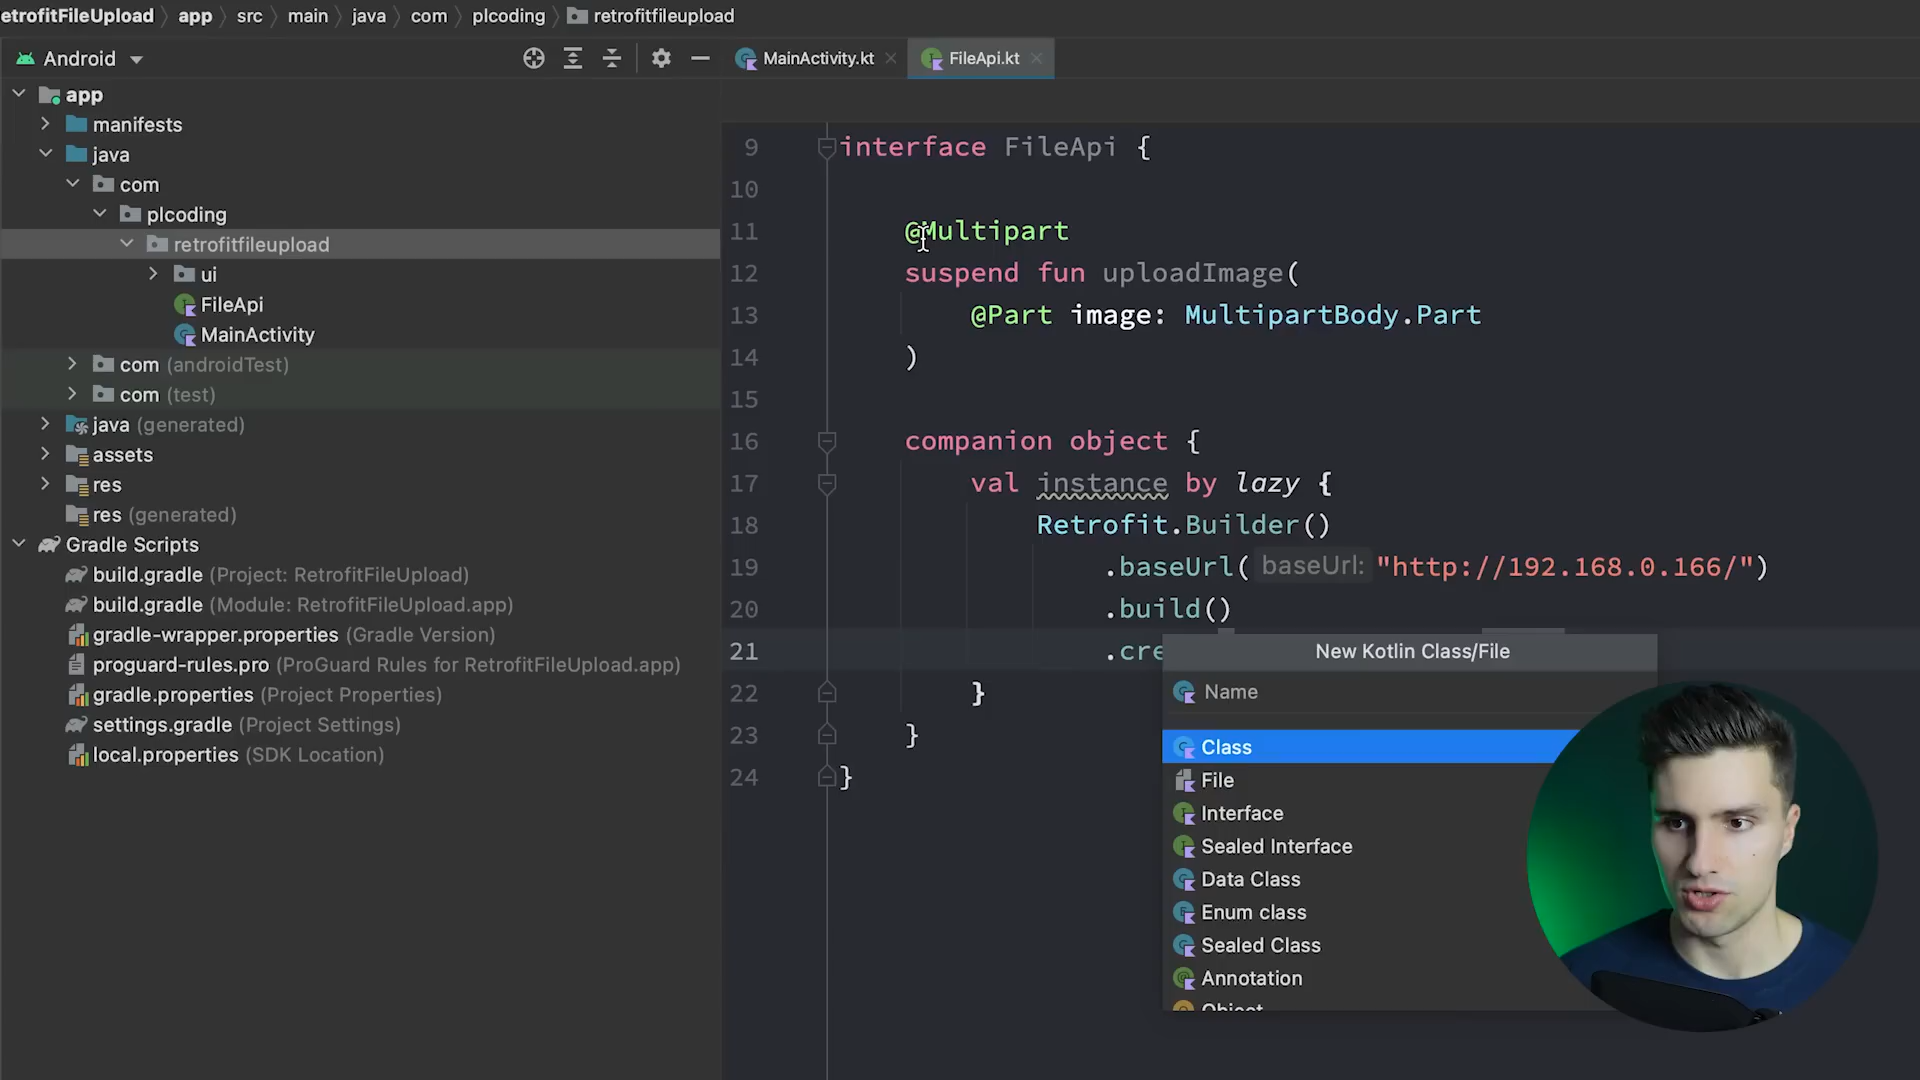 etrofitFileUpload app src main java com plcoding retrofitfileupload
Android
MainActivity.kt FileApi.kt
app
manifests
java
com
plcoding
retrofitfileupload
ui
FileApi
MainActivity
com (androidTest)
com (test)
java (generated)
assets
res
res (generated)
Gradle Scripts
build.gradle (Project: RetrofitFileUpload)
build.gradle (Module: RetrofitFileUpload.app)
gradle-wrapper.properties (Gradle Version)
proguard-rules.pro (ProGuard Rules for RetrofitFileUpload.app)
gradle.properties (Project Properties)
settings.gradle (Project Settings)
local.properties (SDK Location)
9 interface FileApi {
10
11 @Multipart
12 suspend fun uploadImage(
13 @Part image: MultipartBody.Part
14 )
15
16 companion object {
17 val instance by lazy {
18 Retrofit.Builder()
19 .baseUrl( baseUrl: "http://192.168.0.166/")
20 .build()
21 .cre
22 }
23 }
24 }
New Kotlin Class/File
Name
Class
File
Interface
Sealed Interface
Data Class
Enum class
Sealed Class
Annotation
Object